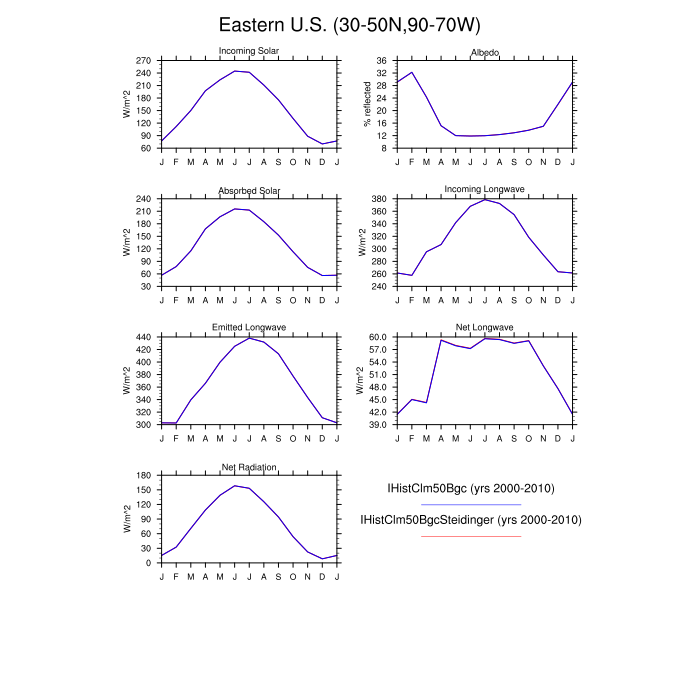 Eastern U.S. (30-50N,90-70W)
Incoming Solar
W/m^2
270
240
210
180
150
120
90
60
J F M A M J J A S O N D J
Albedo
% reflected
36
32
28
24
20
16
12
8
J F M A M J J A S O N D J
Absorbed Solar
W/m^2
240
210
180
150
120
90
60
30
J F M A M J J A S O N D J
Incoming Longwave
W/m^2
380
360
340
320
300
280
260
240
J F M A M J J A S O N D J
Emitted Longwave
W/m^2
440
420
400
380
360
340
320
300
J F M A M J J A S O N D J
Net Longwave
W/m^2
60.0
57.0
54.0
51.0
48.0
45.0
42.0
39.0
J F M A M J J A S O N D J
Net Radiation
W/m^2
180
150
120
90
60
30
0
J F M A M J J A S O N D J
IHistClm50Bgc (yrs 2000-2010)
IHistClm50BgcSteidinger (yrs 2000-2010)